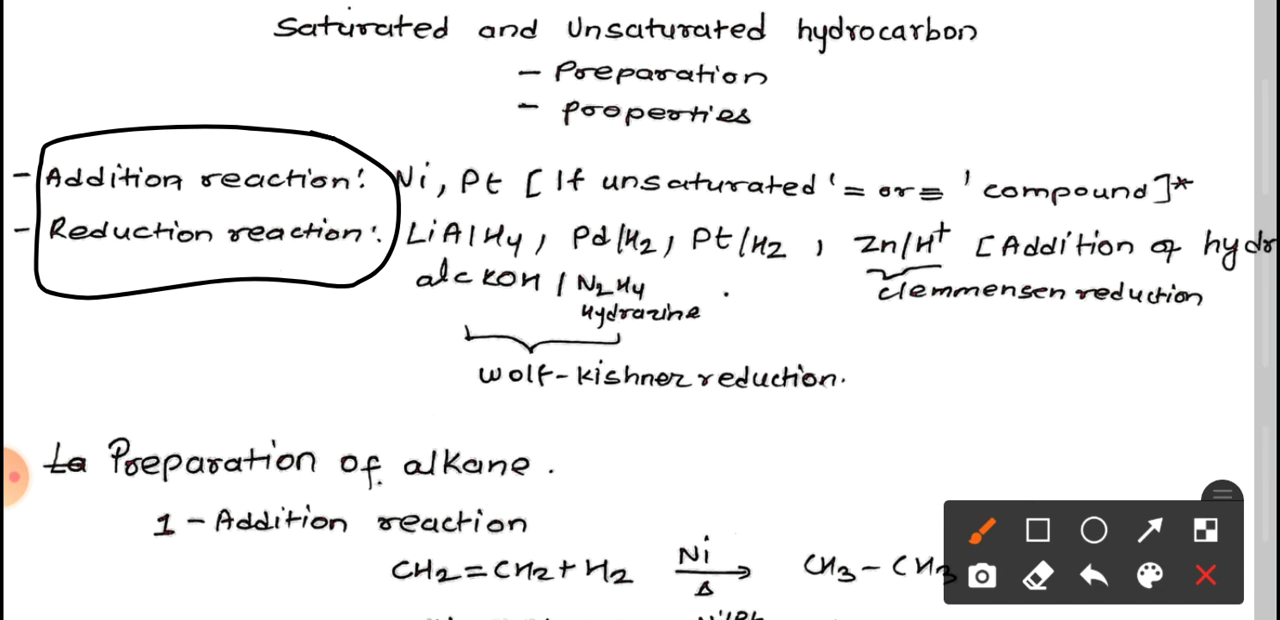 Saturated and Unsaturated hydrocarbon
- Preparation
- properties
- Addition reaction: Ni, Pt [If unsaturated '= or ≡' compound]*
- Reduction reaction: LiAlH4, Pd/H2, Pt/H2, Zn/H+ [Addition of hydr
alc KOH / N2H4
Hydrazine
clemmensen reduction
wolf-kishner reduction.
Preparation of alkane.
1 - Addition reaction
CH2=CH2+H2 Ni → Δ CH3-CH3